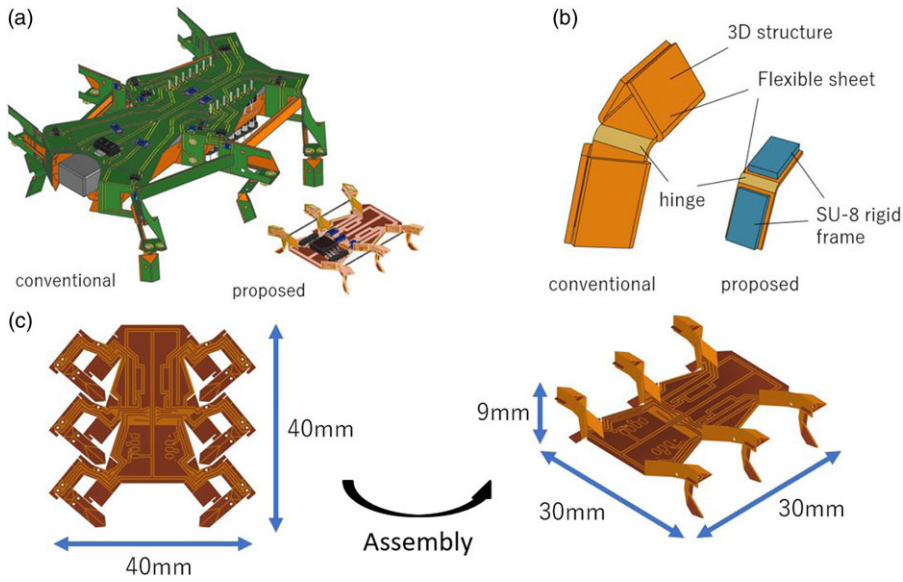 (a)
conventional
proposed
(b)
3D structure
Flexible sheet
hinge
SU-8 rigid
frame
conventional
proposed
(c)
40mm
40mm
Assembly
9mm
30mm
30mm